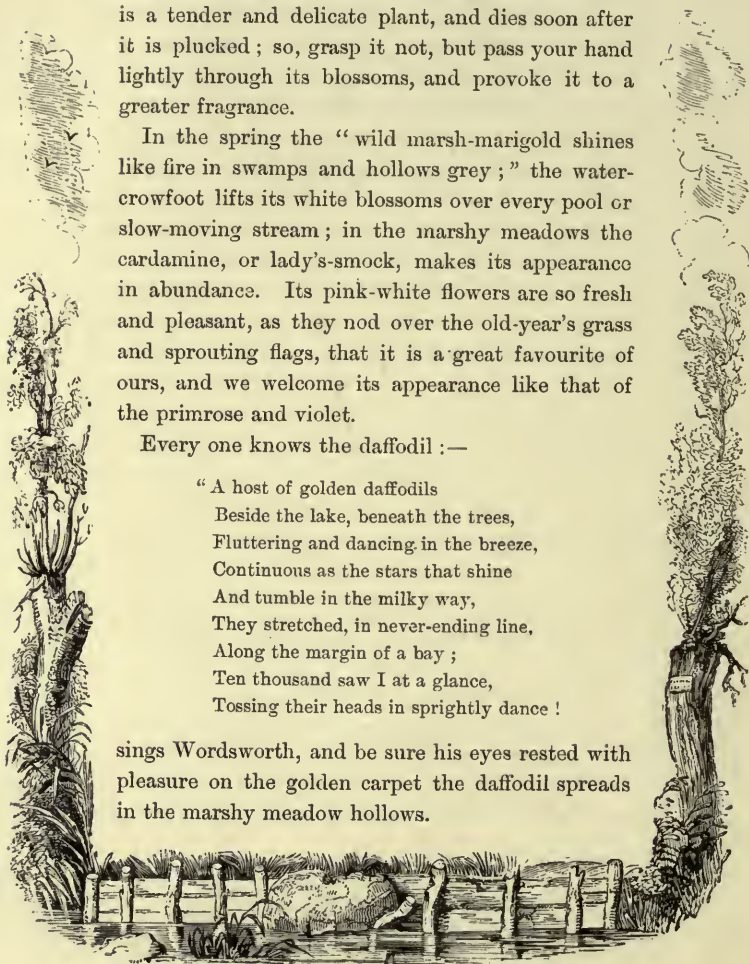 is a tender and delicate plant, and dies soon after
it is plucked ; so, grasp it not, but pass your hand
lightly through its blossoms, and provoke it to a
greater fragrance.
In the spring the “ wild marsh-marigold shines
like fire in swamps and hollows grey ; ” the water-
crowfoot lifts its white blossoms over every pool or
slow-moving stream ; in the marshy meadows the
cardamine, or lady's-smock, makes its appearance
in abundance. Its pink-white flowers are so fresh
and pleasant, as they nod over the old-year's grass
and sprouting flags, that it is a great favourite of
ours, and we welcome its appearance like that of
the primrose and violet.
Every one knows the daffodil :—
“ A host of golden daffodils
Beside the lake, beneath the trees,
Fluttering and dancing in the breeze,
Continuous as the stars that shine
And tumble in the milky way,
They stretched, in never-ending line,
Along the margin of a bay ;
Ten thousand saw I at a glance,
Tossing their heads in sprightly dance !
sings Wordsworth, and be sure his eyes rested with
pleasure on the golden carpet the daffodil spreads
in the marshy meadow hollows.